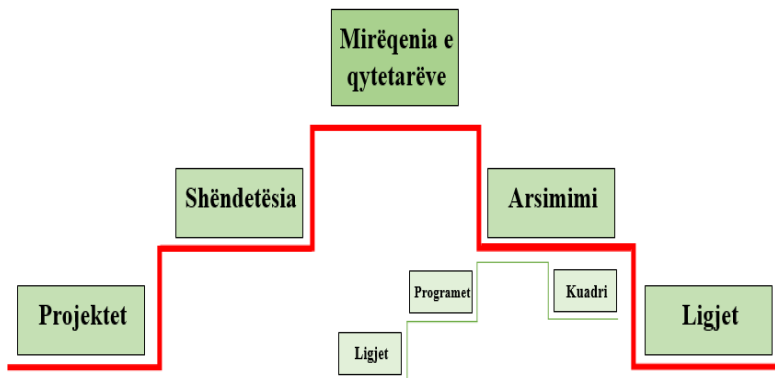 Mirëqenia e
qytetarëve
Shëndetësia
Arsimimi
Projektet
Programet
Kuadri
Ligjet
Ligjet